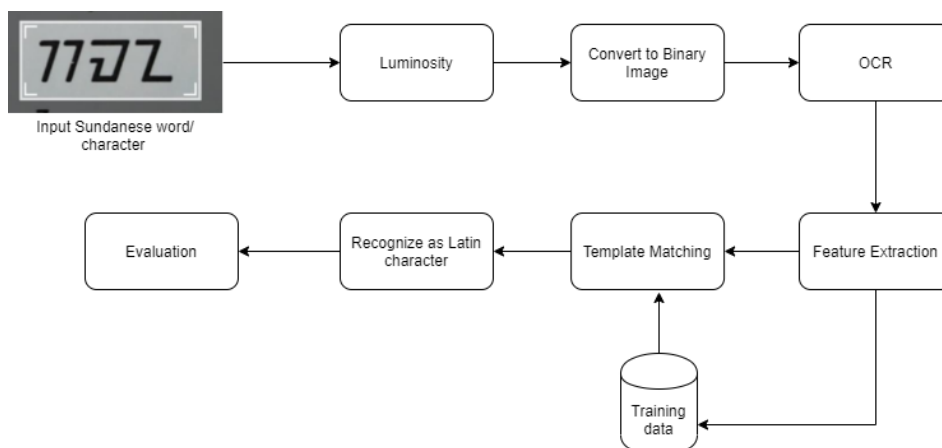 Input Sundanese word/
character
Luminosity
Convert to Binary
Image
OCR
Evaluation
Recognize as Latin
character
Template Matching
Feature Extraction
Training
data